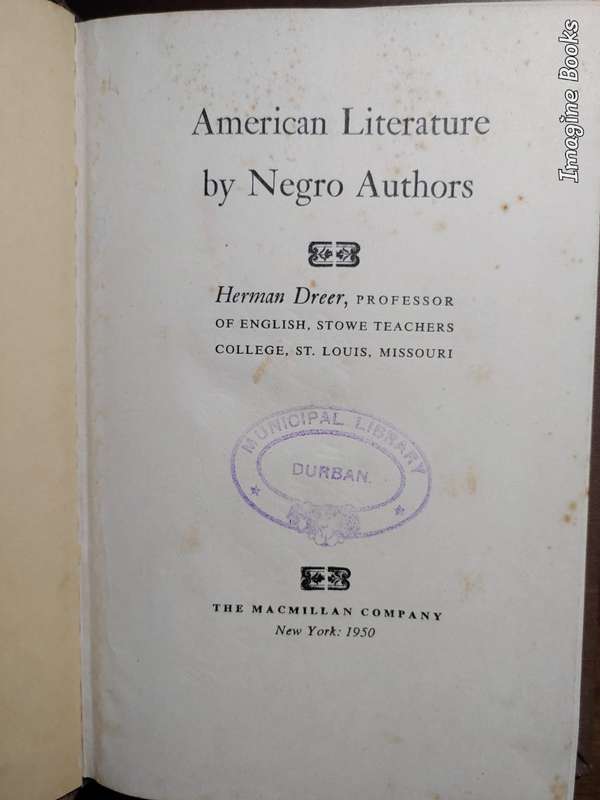 American Literature
by Negro Authors
Herman Dreer, PROFESSOR
OF ENGLISH, STOWE TEACHERS
COLLEGE, ST. LOUIS, MISSOURI
MUNICIPAL LIBRARY
DURBAN.
THE MACMILLAN COMPANY
New York: 1950
Imagine Books